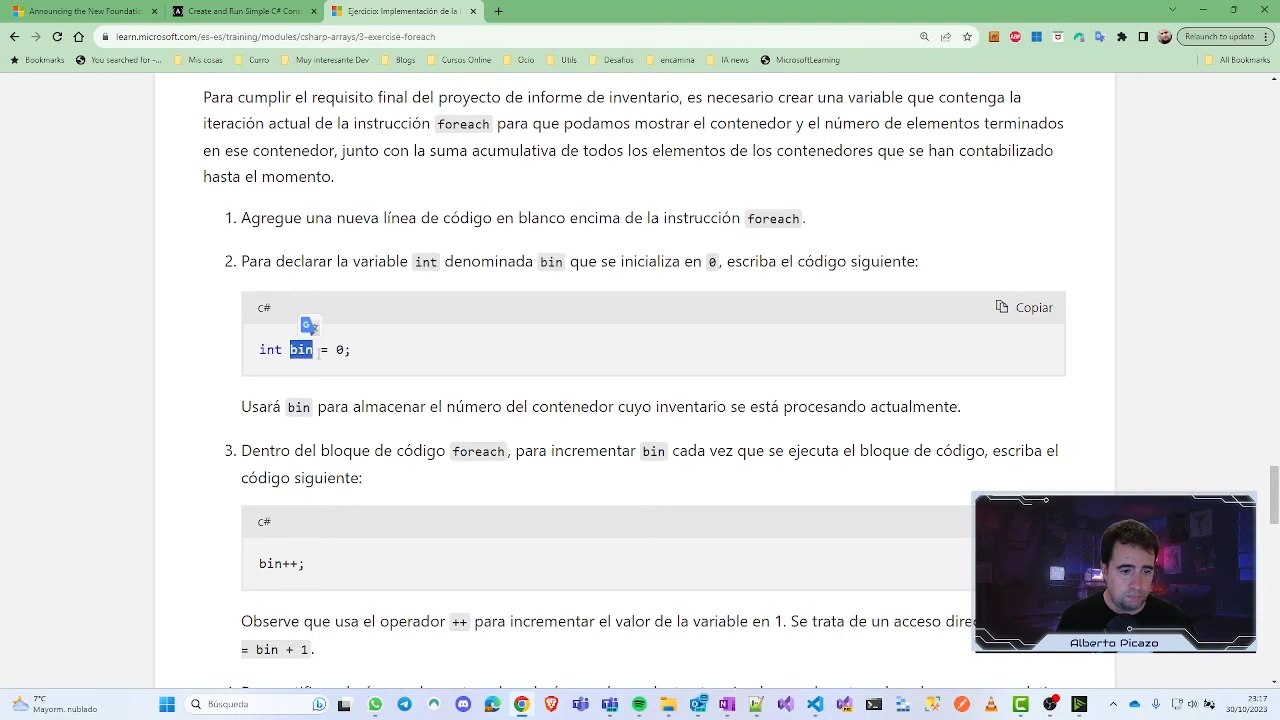 Announcing the New Foundatio
Create and Run Simple C# Cons
Ejercicio: Implementación de la i
learn.microsoft.com/es-es/training/modules/csharp-arrays/3-exercise-foreach
Relaunch to update
Bookmarks
You searched for -...
Mis cosas
Curro
Muy interesante Dev
Blogs
Cursos Online
Ocio
Utils
Desafios
encamina
IA news
MicrosoftLearning
All Bookmarks
Para cumplir el requisito final del proyecto de informe de inventario, es necesario crear una variable que contenga la
iteración actual de la instrucción foreach para que podamos mostrar el contenedor y el número de elementos terminados
en ese contenedor, junto con la suma acumulativa de todos los elementos de los contenedores que se han contabilizado
hasta el momento.
1. Agregue una nueva línea de código en blanco encima de la instrucción foreach.
2. Para declarar la variable int denominada bin que se inicializa en 0, escriba el código siguiente:
c#
Copiar
int bin = 0;
Usará bin para almacenar el número del contenedor cuyo inventario se está procesando actualmente.
3. Dentro del bloque de código foreach, para incrementar bin cada vez que se ejecuta el bloque de código, escriba el
código siguiente:
c#
bin++;
Observe que usa el operador ++ para incrementar el valor de la variable en 1. Se trata de un acceso direc
= bin + 1.
Alberto Picazo
7°C
Mayorm. nublado
Búsqueda
23:17
30/10/2023